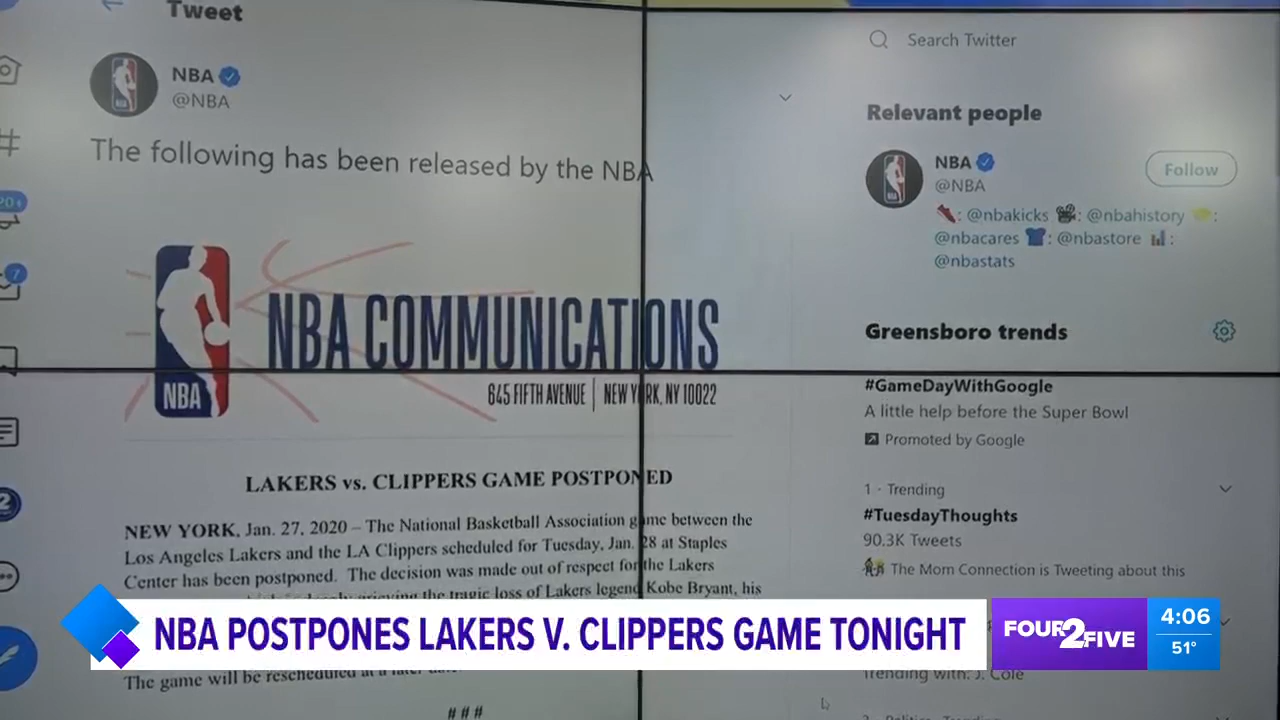 Tweet
NBA
@NBA
The following has been released by the NBA
NBA
NBA COMMUNICATIONS
645 FIFTH AVENUE | NEW YORK, NY 10022
LAKERS vs. CLIPPERS GAME POSTPONED
NEW YORK, Jan. 27, 2020 – The National Basketball Association game between the
Los Angeles Lakers and the LA Clippers scheduled for Tuesday, Jan. 28 at Staples
Center has been postponed. The decision was made out of respect for the Lakers
grieving the tragic loss of Lakers legend Kobe Bryant, his
The game will be rescheduled at a later
###
20+
7
2
Search Twitter
Relevant people
NBA
@NBA
Follow
: @nbakicks : @nbahistory :
@nbacares : @nbastore :
@nbastats
Greensboro trends
#GameDayWithGoogle
A little help before the Super Bowl
Promoted by Google
1 · Trending
#TuesdayThoughts
90.3K Tweets
The Mom Connection is Tweeting about this
Trending with: J. Cole
NBA POSTPONES LAKERS V. CLIPPERS GAME TONIGHT
FOUR2FIVE
4:06
51°